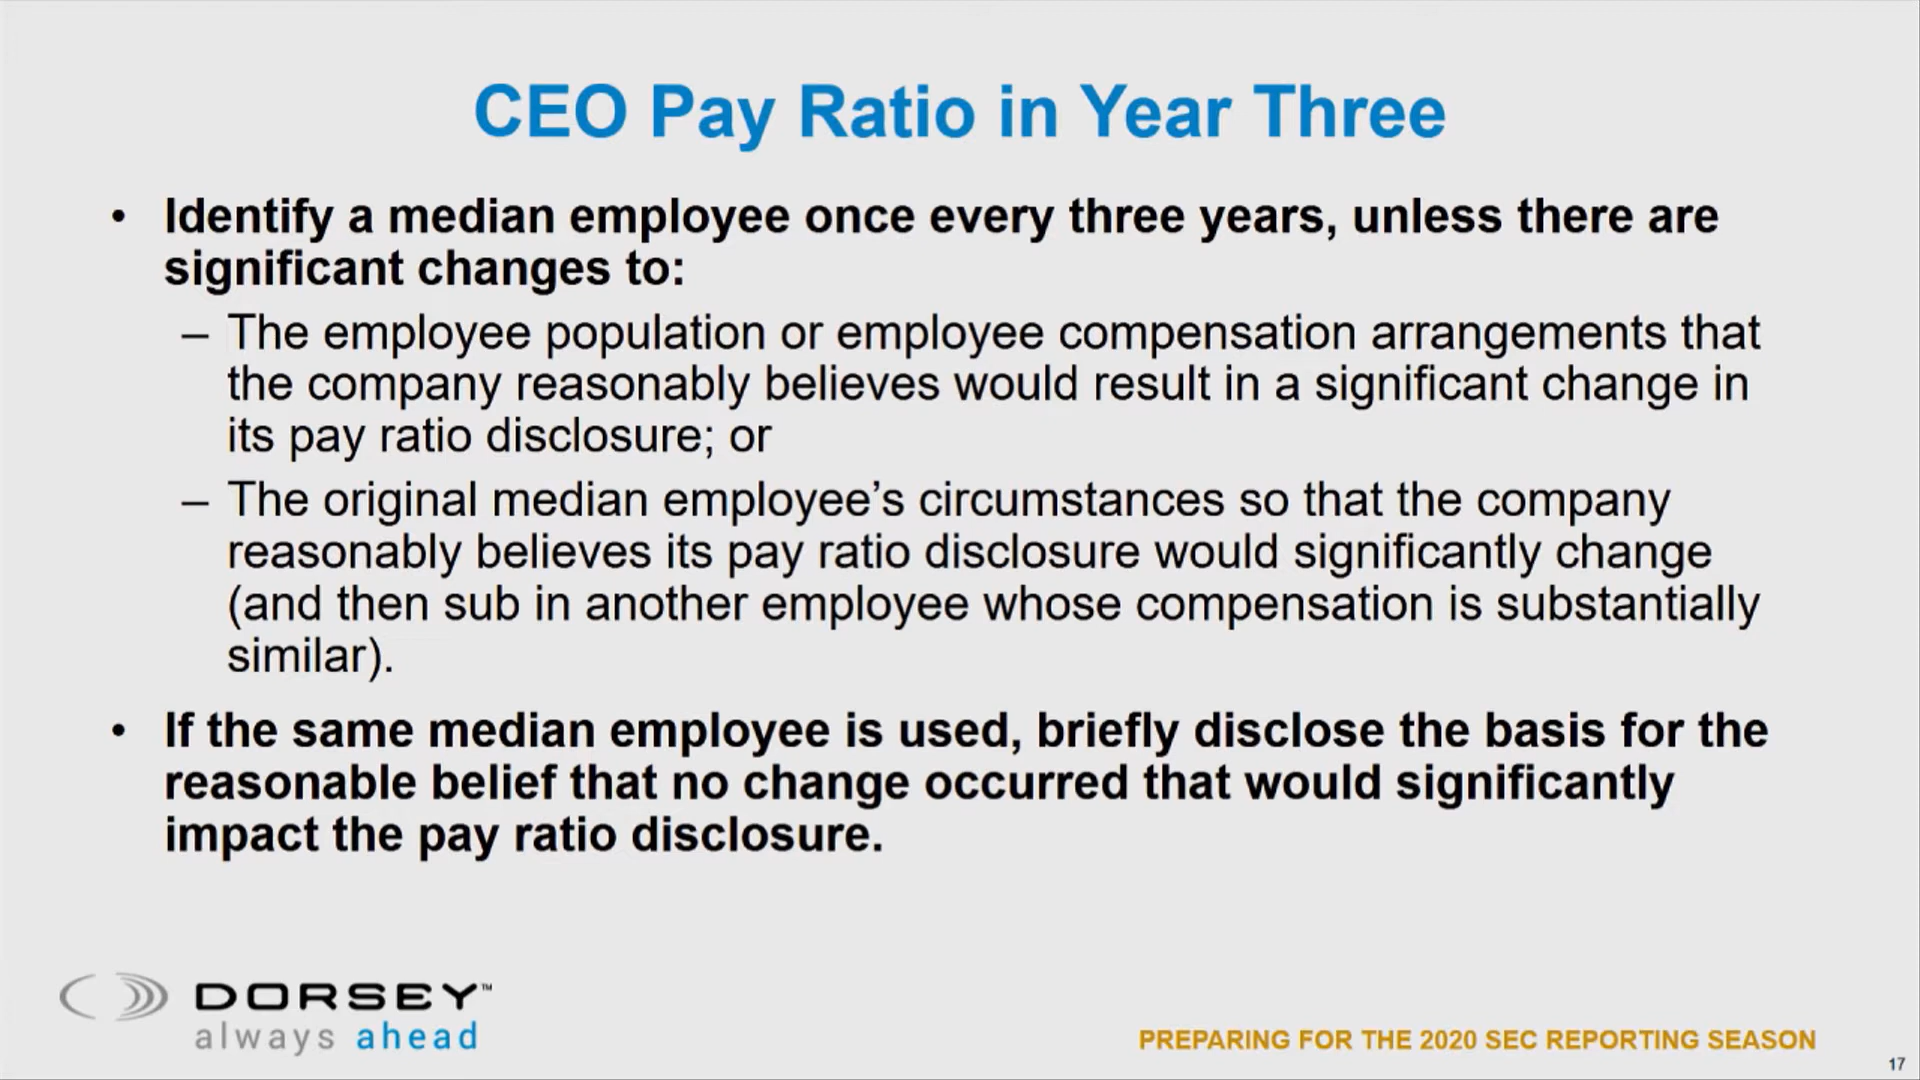 CEO Pay Ratio in Year Three
• Identify a median employee once every three years, unless there are
significant changes to:
– The employee population or employee compensation arrangements that
the company reasonably believes would result in a significant change in
its pay ratio disclosure; or
– The original median employee’s circumstances so that the company
reasonably believes its pay ratio disclosure would significantly change
(and then sub in another employee whose compensation is substantially
similar).
• If the same median employee is used, briefly disclose the basis for the
reasonable belief that no change occurred that would significantly
impact the pay ratio disclosure.
DORSEY™
always ahead
PREPARING FOR THE 2020 SEC REPORTING SEASON
17